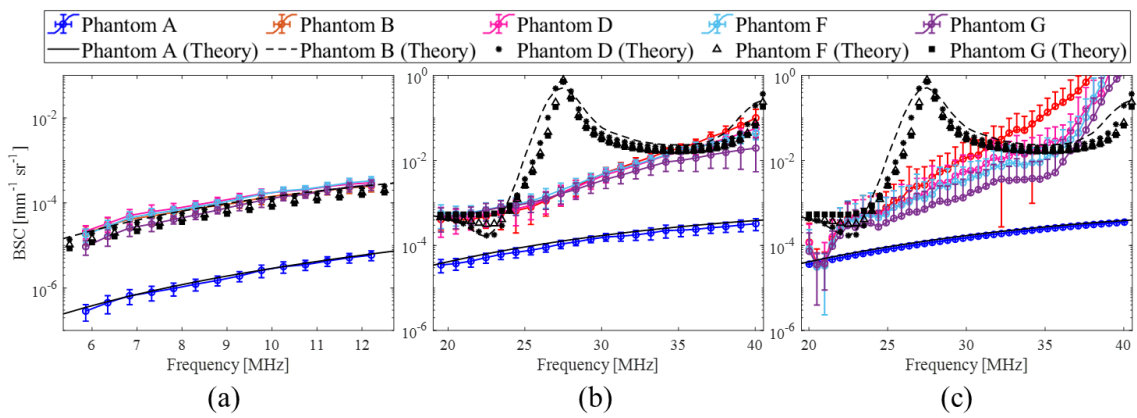 Phantom A Phantom B Phantom D Phantom F Phantom G
Phantom A (Theory) Phantom B (Theory) Phantom D (Theory) Phantom F (Theory) Phantom G (Theory)
BSC [mm⁻¹ sr⁻¹]
10⁻²
10⁻⁴
10⁻⁶
6 7 8 9 10 11 12
Frequency [MHz]
(a)
10⁰
10⁻²
10⁻⁴
10⁻⁶
20 25 30 35 40
Frequency [MHz]
(b)
10⁰
10⁻²
10⁻⁴
10⁻⁶
20 25 30 35 40
Frequency [MHz]
(c)